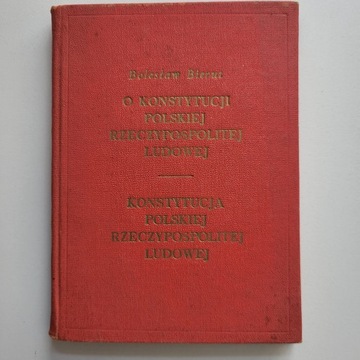 Bolesław Bierut
O KONSTYTUCJI
POLSKIEJ
RZECZYPOSPOLITEJ
LUDOWEJ
KONSTYTUCJA
POLSKIEJ
RZECZYPOSPOLITEJ
LUDOWEJ